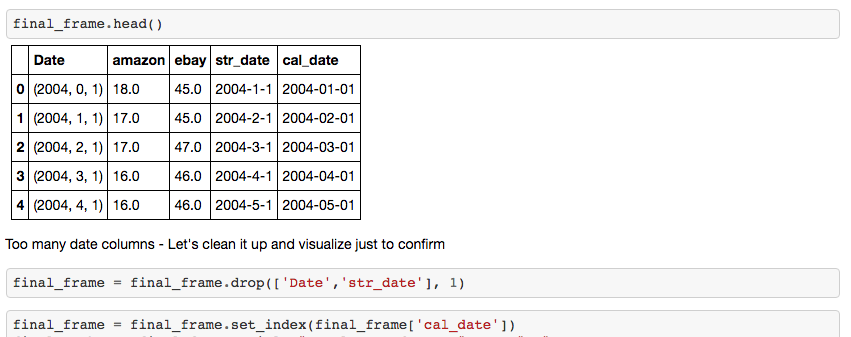 final_frame.head()
Date amazon ebay str_date cal_date
0 (2004, 0, 1) 18.0 45.0 2004-1-1 2004-01-01
1 (2004, 1, 1) 17.0 45.0 2004-2-1 2004-02-01
2 (2004, 2, 1) 17.0 47.0 2004-3-1 2004-03-01
3 (2004, 3, 1) 16.0 46.0 2004-4-1 2004-04-01
4 (2004, 4, 1) 16.0 46.0 2004-5-1 2004-05-01
Too many date columns - Let's clean it up and visualize just to confirm
final_frame = final_frame.drop(['Date','str_date'], 1)
final_frame = final_frame.set_index(final_frame['cal_date'])